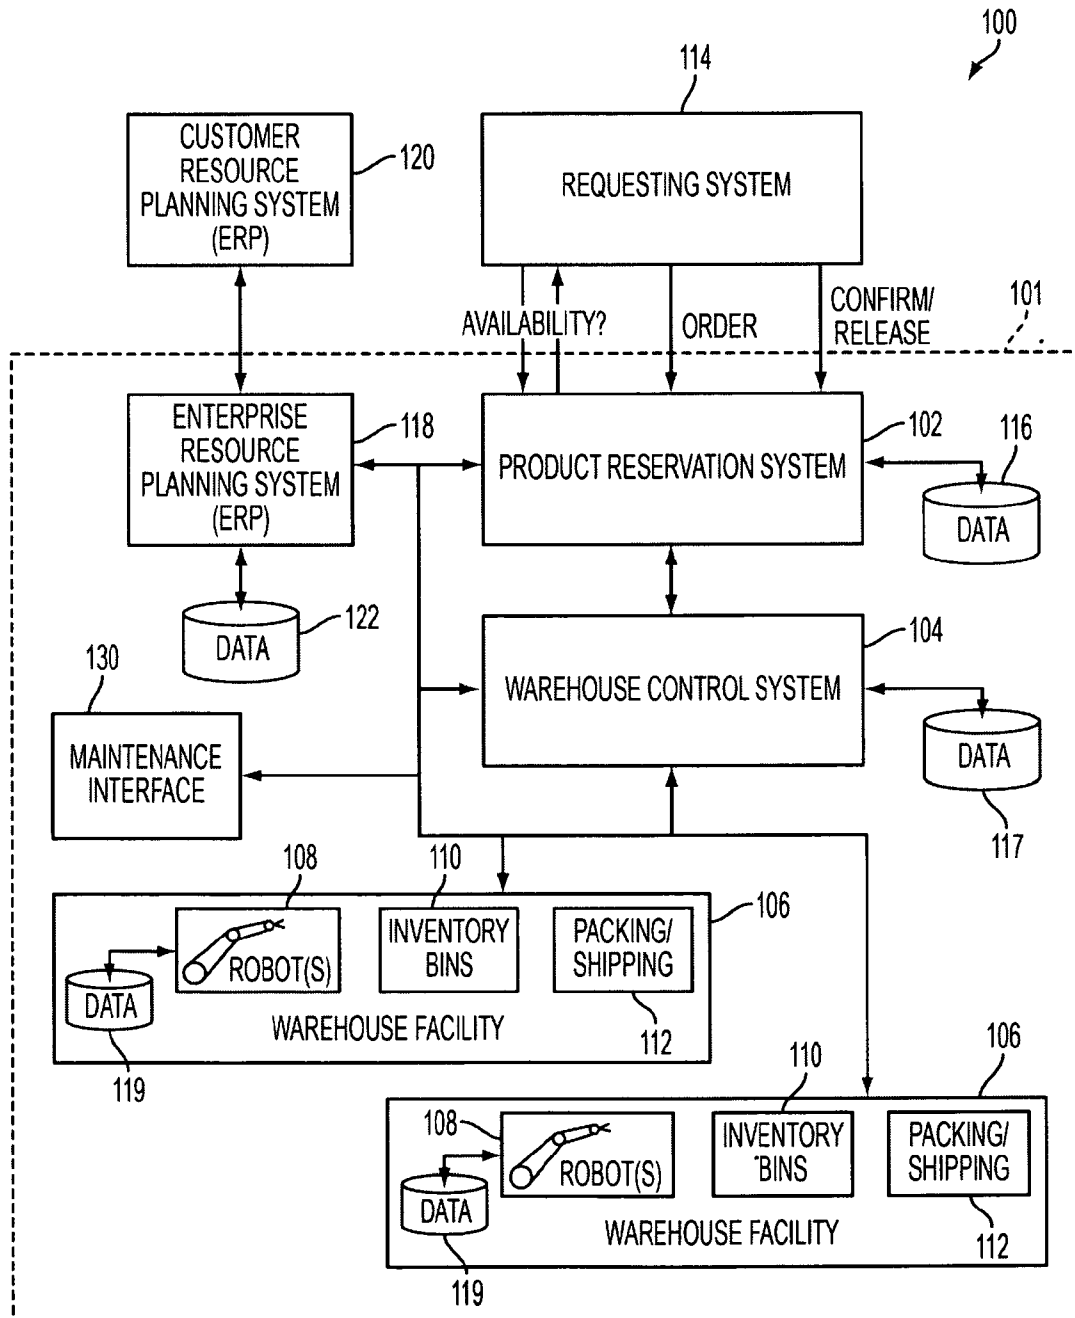 100
114
CUSTOMER
RESOURCE
PLANNING SYSTEM
(ERP)
120
REQUESTING SYSTEM
AVAILABILITY?
ORDER
CONFIRM/
RELEASE
101
ENTERPRISE
RESOURCE
PLANNING SYSTEM
(ERP)
118
PRODUCT RESERVATION SYSTEM
102
116
DATA
DATA
122
WAREHOUSE CONTROL SYSTEM
104
DATA
117
130
MAINTENANCE
INTERFACE
108
110
106
ROBOT(S)
INVENTORY
BINS
PACKING/
SHIPPING
DATA
WAREHOUSE FACILITY
112
119
110
106
108
ROBOT(S)
INVENTORY
BINS
PACKING/
SHIPPING
DATA
WAREHOUSE FACILITY
112
119